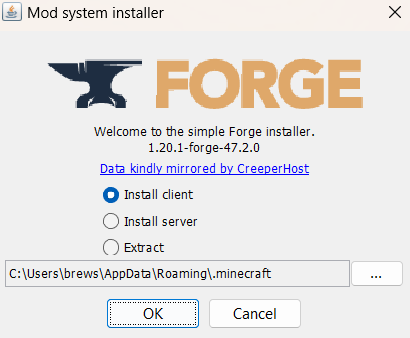 Mod system installer
FORGE
Welcome to the simple Forge installer.
1.20.1-forge-47.2.0
Data kindly mirrored by CreeperHost
Install client
Install server
Extract
C:\Users\brews\AppData\Roaming\.minecraft
...
OK
Cancel